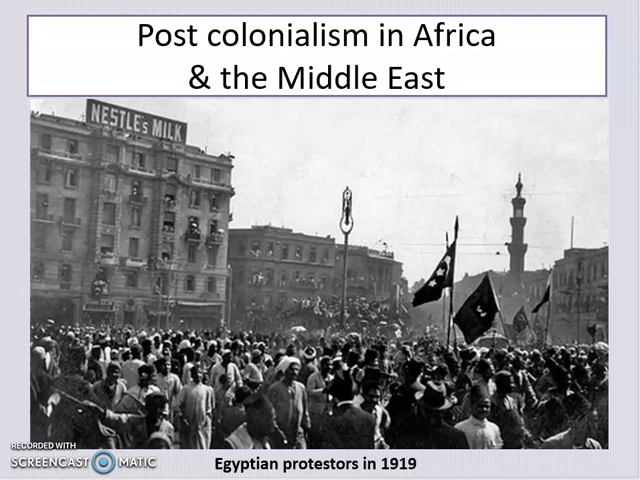 Post colonialism in Africa
& the Middle East
NESTLE's MILK
RECORDED WITH
SCREENCAST MATIC
Egyptian protestors in 1919